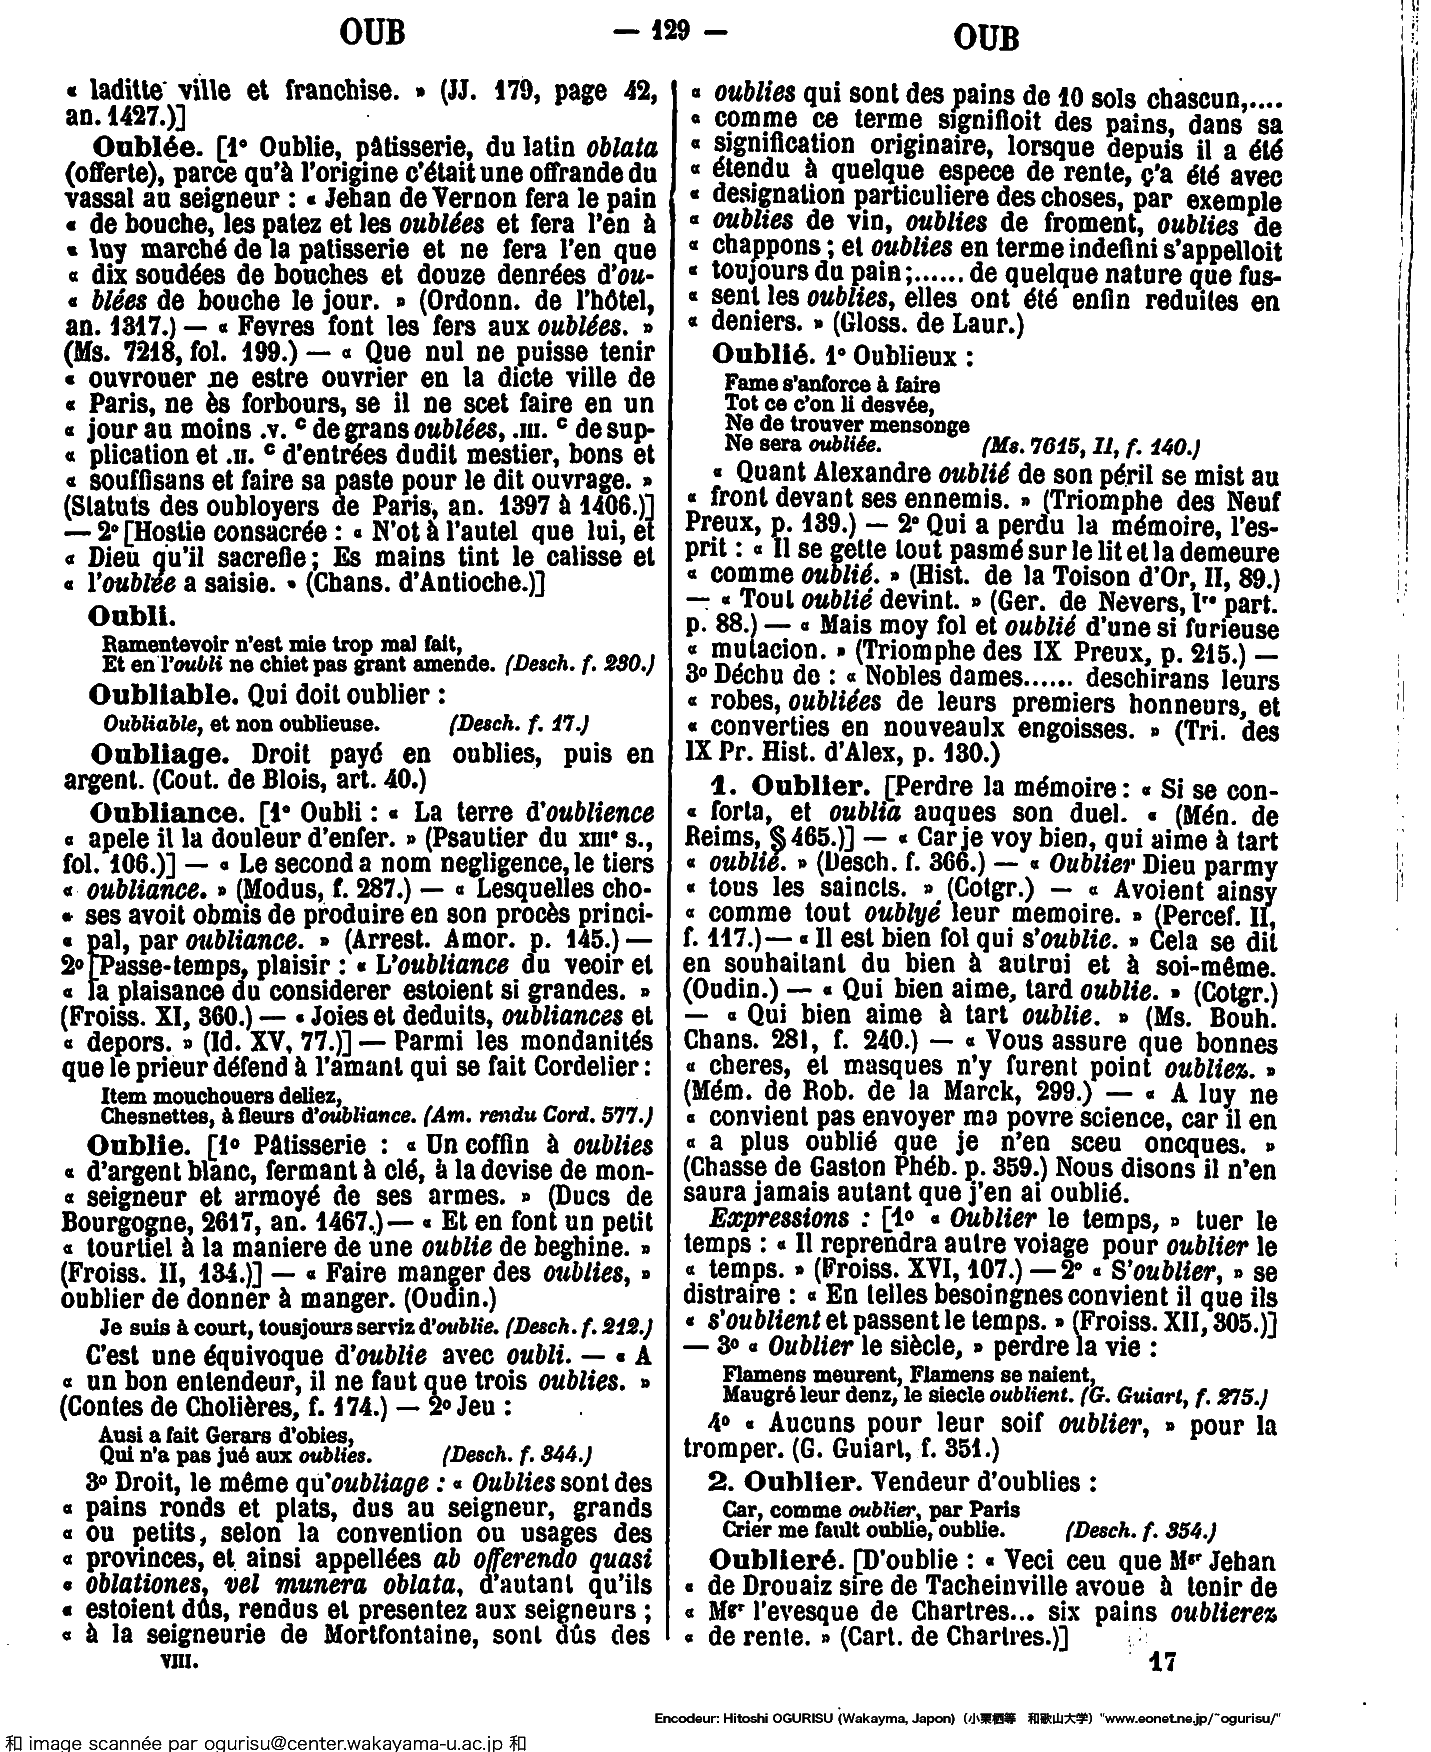 OUB — 129 — OUB
« laditte ville et franchise. » (JJ. 179, page 42,
an. 1427.)]
Oublée. [1° Oublie, pâtisserie, du latin oblata
(offerte), parce qu'à l'origine c'était une offrande du
vassal au seigneur : « Jehan de Vernon fera le pain
« de bouche, les patez et les oublées et fera l'en à
« luy marché de la patisserie et ne fera l'en que
« dix soudées de bouches et douze denrées d'ou-
« blées de bouche le jour. » (Ordonn. de l'hôtel,
an. 1317.) — « Fevres font les fers aux oublées. »
(Ms. 7218, fol. 199.) — « Que nul ne puisse tenir
« ouvrouer ne estre ouvrier en la dicte ville de
« Paris, ne ès forbours, se il ne scet faire en un
« jour au moins .v. c de grans oublées, .III. c de sup-
« plication et .II. c d'entrées dudit mestier, bons et
« souffisans et faire sa paste pour le dit ouvrage. »
(Statuts des oubloyers de Paris, an. 1397 à 1406.)]
— 2° [Hostie consacrée : « N'ot à l'autel que lui, et
« Dieu qu'il sacrefie ; Es mains tint le calisse et
« l'oublée a saisie. » (Chans. d'Antioche.)]
Oubli.
Ramentevoir n'est mie trop mal fait,
Et en l'oubli ne chiet pas grant amende. (Desch. f. 230.)
Oubliable. Qui doit oublier :
Oubliable, et non oublieuse. (Desch. f. 17.)
Oubliage. Droit payé en oublies, puis en
argent. (Cout. de Blois, art. 40.)
Oubliance. [1° Oubli : « La terre d'oublience
« apele il la douleur d'enfer. » (Psautier du XIIIe s.,
fol. 106.)] — « Le second a nom negligence, le tiers
« oubliance. » (Modus, f. 287.) — « Lesquelles cho-
« ses avoit obmis de produire en son procès princi-
« pal, par oubliance. » (Arrest. Amor. p. 145.) —
2° [Passe-temps, plaisir : « L'oubliance du veoir et
« la plaisance du considerer estoient si grandes. »
(Froiss. XI, 360.) — « Joies et deduits, oubliances et
« depors. » (Id. XV, 77.)] — Parmi les mondanités
que le prieur défend à l'amant qui se fait Cordelier :
Item mouchouers deliez,
Chesnettes, à fleurs d'oubliance. (Am. rendu Cord. 577.)
Oublie. [1° Pâtisserie : « Un coffin à oublies
« d'argent blanc, fermant à clé, à la devise de mon-
« seigneur et armoyé de ses armes. » (Ducs de
Bourgogne, 2617, an. 1467.) — « Et en font un petit
« tourtiel à la maniere de une oublie de beghine. »
(Froiss. II, 134.)] — « Faire manger des oublies, »
oublier de donner à manger. (Oudin.)
Je suis à court, tousjours serviz d'oublie. (Desch. f. 212.)
C'est une équivoque d'oublie avec oubli. — « A
« un bon entendeur, il ne faut que trois oublies. »
(Contes de Cholières, f. 174.) — 2° Jeu :
Ausi a fait Gerars d'obies,
Qui n'a pas jué aux oublies. (Desch. f. 344.)
3° Droit, le même qu'oubliage : « Oublies sont des
« pains ronds et plats, dus au seigneur, grands
« ou petits, selon la convention ou usages des
« provinces, et ainsi appellées ab offerendo quasi
« oblationes, vel munera oblata, d'autant qu'ils
« estoient dûs, rendus et presentez aux seigneurs ;
« à la seigneurie de Mortfontaine, sont dûs des
VIII.
« oublies qui sont des pains de 10 sols chascun,....
« comme ce terme signifioit des pains, dans sa
« signification originaire, lorsque depuis il a été
« étendu à quelque espece de rente, ç'a été avec
« designation particuliere des choses, par exemple
« oublies de vin, oublies de froment, oublies de
« chappons ; et oublies en terme indefini s'appelloit
« toujours du pain ;...... de quelque nature que fus-
« sent les oublies, elles ont été enfin reduites en
« deniers. » (Gloss. de Laur.)
Oublié. 1° Oublieux :
Fame s'anforce à faire
Tot ce c'on li desvée,
Ne de trouver mensonge
Ne sera oubliée. (Ms. 7615, II, f. 140.)
« Quant Alexandre oublié de son péril se mist au
« front devant ses ennemis. » (Triomphe des Neuf
Preux, p. 139.) — 2° Qui a perdu la mémoire, l'es-
prit : « Il se gette tout pasmé sur le lit et la demeure
« comme oublié. » (Hist. de la Toison d'Or, II, 89.)
— « Tout oublié devint. » (Ger. de Nevers, Ire part.
p. 88.) — « Mais moy fol et oublié d'une si furieuse
« mutacion. » (Triomphe des IX Preux, p. 215.) —
3° Déchu de : « Nobles dames...... deschirans leurs
« robes, oubliées de leurs premiers honneurs, et
« converties en nouveaulx engoisses. » (Tri. des
IX Pr. Hist. d'Alex, p. 130.)
1. Oublier. [Perdre la mémoire : « Si se con-
« forta, et oublia auques son duel. « (Mén. de
Reims, § 465.)] — « Car je voy bien, qui aime à tart
« oublie. » (Desch. f. 366.) — « Oublier Dieu parmy
« tous les saincts. » (Cotgr.) — « Avoient ainsy
« comme tout oublyé leur memoire. » (Percef. II,
f. 117.) — « Il est bien fol qui s'oublie. » Cela se dit
en souhaitant du bien à autrui et à soi-même.
(Oudin.) — « Qui bien aime, tard oublie. » (Cotgr.)
— « Qui bien aime à tart oublie. » (Ms. Bouh.
Chans. 281, f. 240.) — « Vous assure que bonnes
« cheres, et masques n'y furent point oubliez. »
(Mém. de Rob. de la Marck, 299.) — « A luy ne
« convient pas envoyer ma povre science, car il en
« a plus oublié que je n'en sceu oncques. »
(Chasse de Gaston Phéb. p. 359.) Nous disons il n'en
saura jamais autant que j'en ai oublié.
Expressions : [1° « Oublier le temps, » tuer le
temps : « Il reprendra autre voiage pour oublier le
« temps. » (Froiss. XVI, 107.) — 2° « S'oublier, » se
distraire : « En telles besoingnes convient il que ils
« s'oublient et passent le temps. » (Froiss. XII, 305.)]
— 3° « Oublier le siècle, » perdre la vie :
Flamens meurent, Flamens se naient,
Maugré leur denz, le siecle oublient. (G. Guiart, f. 275.)
4° « Aucuns pour leur soif oublier, » pour la
tromper. (G. Guiart, f. 351.)
2. Oublier. Vendeur d'oublies :
Car, comme oublier, par Paris
Crier me fault oublie, oublie. (Desch. f. 354.)
Oublieré. [D'oublie : « Veci ceu que Mgr Jehan
« de Drouaiz sire de Tacheinville avoue à tenir de
« Mgr l'evesque de Chartres... six pains oublierez
« de rente. » (Cart. de Chartres.)]
17
Encodeur: Hitoshi OGURISU (Wakayma, Japon)（小栗栖等 和歌山大学）"www.eonet.ne.jp/~ogurisu/"
和 image scannée par ogurisu@center.wakayama-u.ac.jp 和